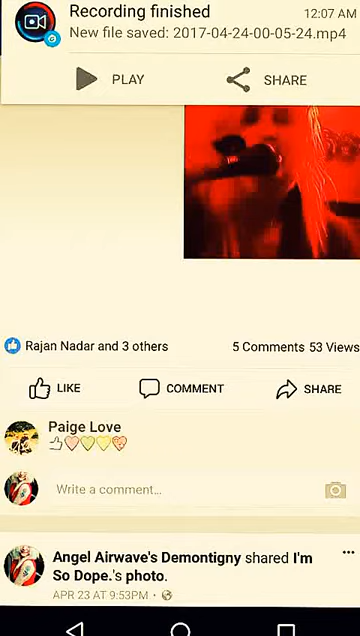 Recording finished
12:07 AM
New file saved: 2017-04-24-00-05-24.mp4
PLAY
SHARE
Rajan Nadar and 3 others
5 Comments 53 Views
LIKE
COMMENT
SHARE
Paige Love
Write a comment...
Angel Airwave's Demontigny shared I'm
So Dope.'s photo.
APR 23 AT 9:53PM •